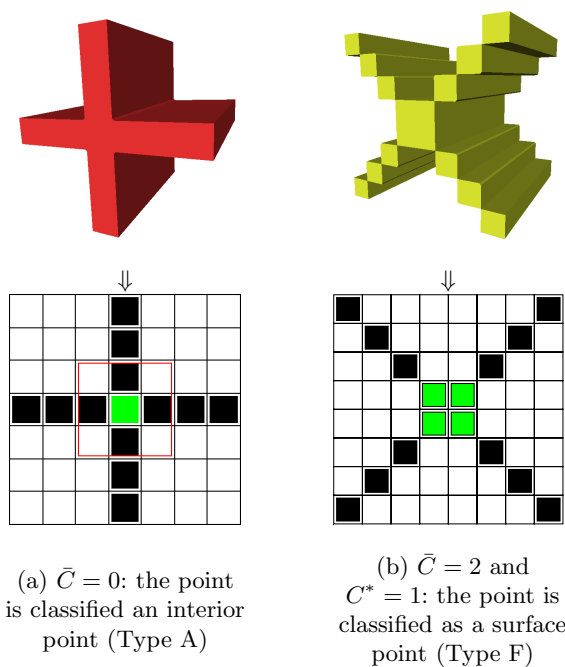 ⇓
⇓
(a) C̄ = 0: the point
is classified an interior
point (Type A)
(b) C̄ = 2 and
C* = 1: the point is
classified as a surface
point (Type F)